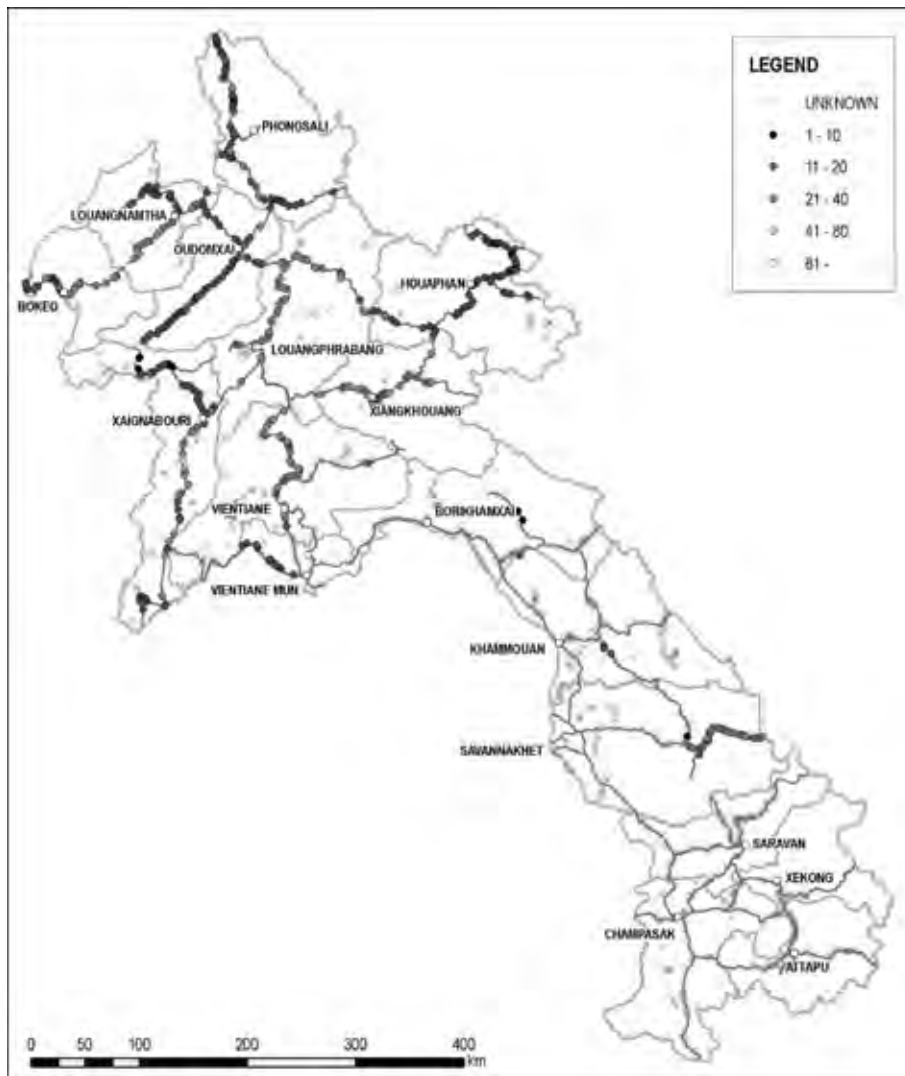 LEGEND
UNKNOWN
1 - 10
11 - 20
21 - 40
41 - 80
81 -
PHONGSALI
LOUANGNAMTHA
OUDOMXAI
HOUAPHAN
BOKEO
LOUANGPHRABANG
XIANGKHOUANG
XAIGNABOURI
VIENTIANE
BORIKHAMXAI
VIENTIANE MUN
KHAMMOUAN
SAVANNAKHET
SARAVAN
XEKONG
CHAMPASAK
ATTAPU
0 50 100 200 300 400
km